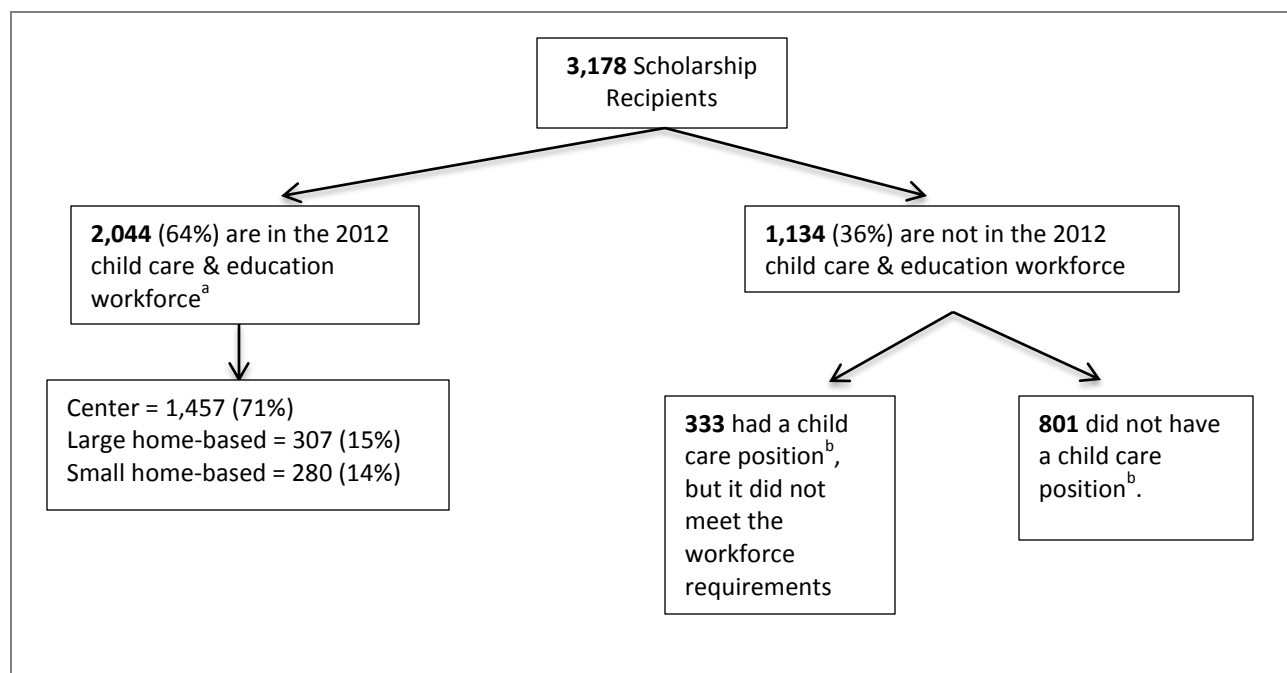 3,178 Scholarship
Recipients
2,044 (64%) are in the 2012
child care & education
workforceᵃ
1,134 (36%) are not in the 2012
child care & education workforce
Center = 1,457 (71%)
Large home-based = 307 (15%)
Small home-based = 280 (14%)
333 had a child
care positionᵇ,
but it did not
meet the
workforce
requirements
801 did not have
a child care
positionᵇ.